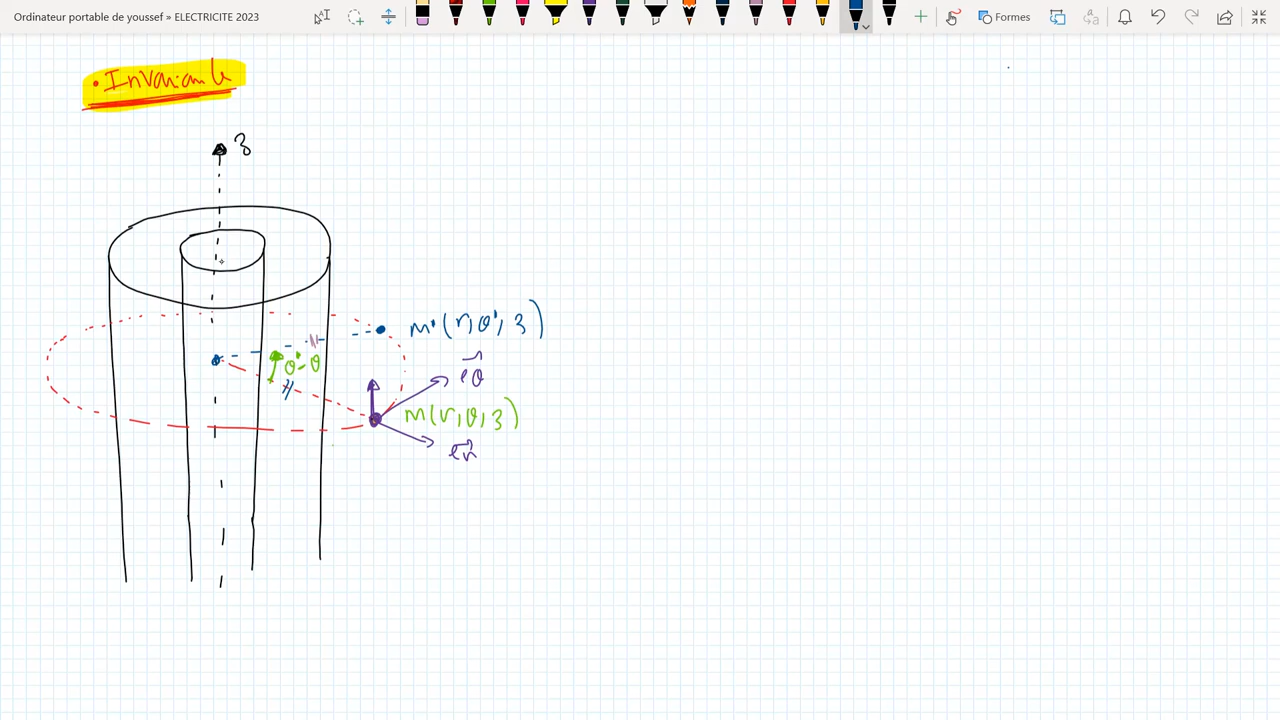 Ordinateur portable de youssef » ELECTRICITE 2023
Formes
• Invariance
z
M'(r, θ', z)
θ'-θ
eθ
M(r, θ, z)
er